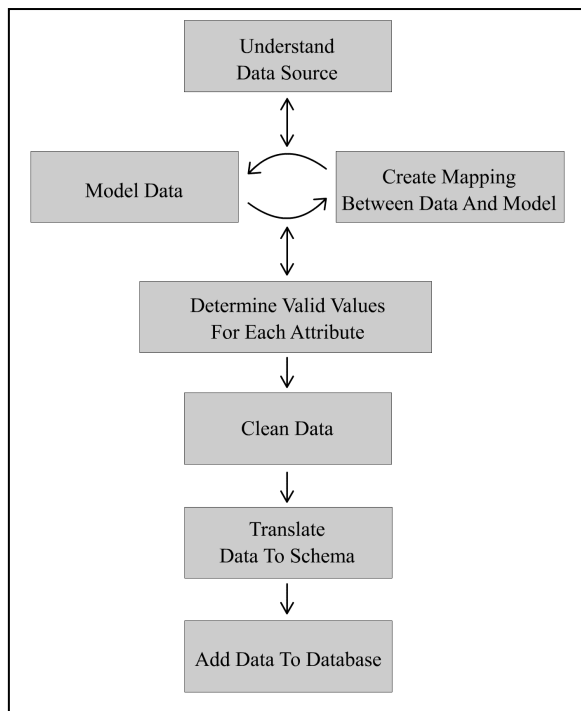 Understand
Data Source
Model Data
Create Mapping
Between Data And Model
Determine Valid Values
For Each Attribute
Clean Data
Translate
Data To Schema
Add Data To Database